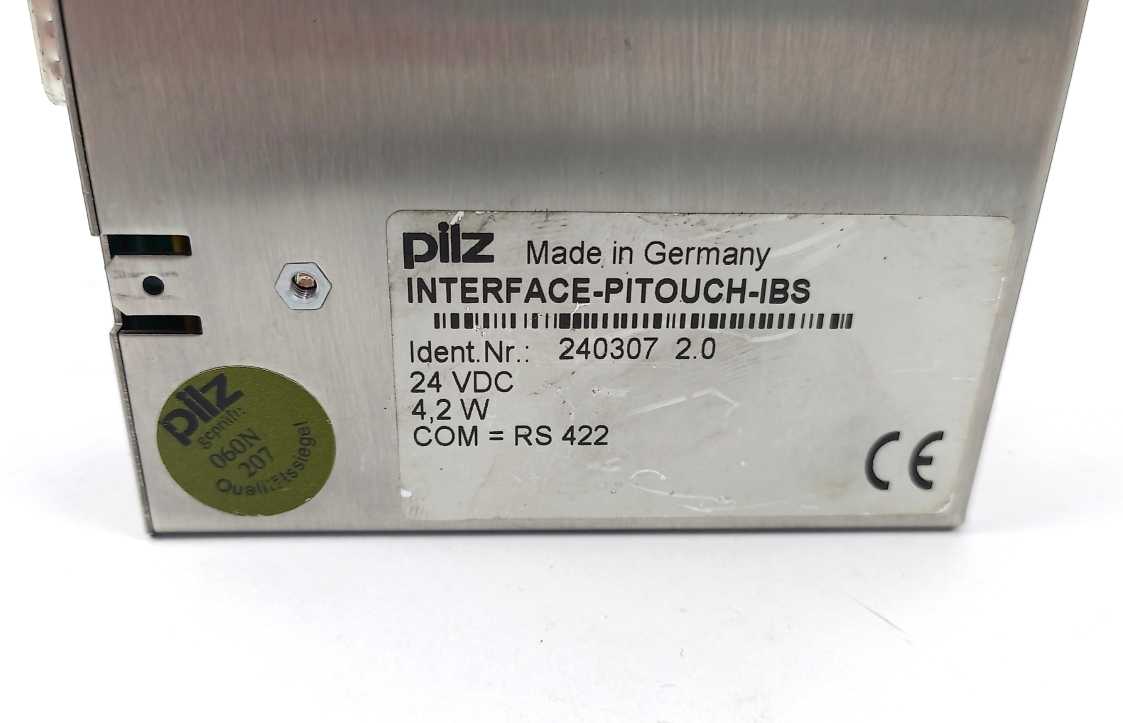 pilz Made in Germany
INTERFACE-PITOUCH-IBS
Ident.Nr.: 240307 2.0
24 VDC
4,2 W
COM = RS 422
CE
pilz
geprüft:
060N
207
Qualitätssiegel